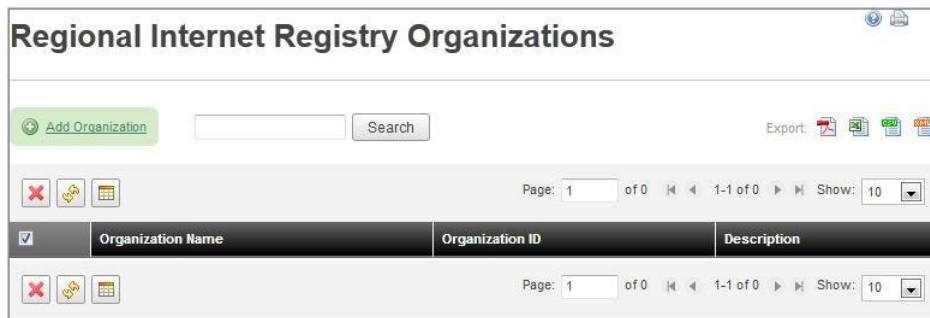 Regional Internet Registry Organizations
Add Organization Search Export:
Page: 1 of 0 1-1 of 0 Show: 10
Organization Name Organization ID Description
Page: 1 of 0 1-1 of 0 Show: 10